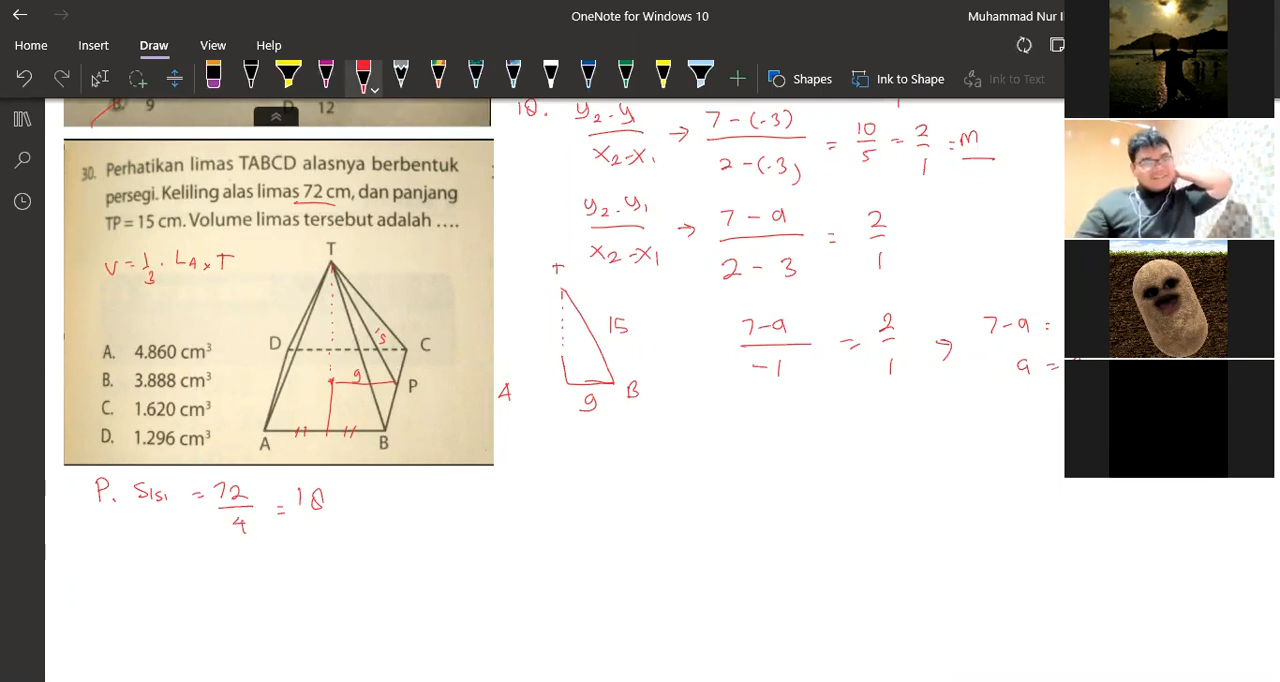 OneNote for Windows 10
Muhammad Nur I
Home Insert Draw View Help
Shapes Ink to Shape Ink to Text
B. 9 D. 12
30. Perhatikan limas TABCD alasnya berbentuk
persegi. Keliling alas limas 72 cm, dan panjang
TP = 15 cm. Volume limas tersebut adalah ....
V = 1/3 . LA x T
T
D C
15
9 P
A B
A. 4.860 cm³
B. 3.888 cm³
C. 1.620 cm³
D. 1.296 cm³
P. sisi = 72/4 = 18
10. y2 - y1 / x2 - x1 → 7 - (-3) / 2 - (-3) = 10/5 = 2/1 = m
y2 - y1 / x2 - x1 → 7 - a / 2 - 3 = 2/1
T
15
A 9 B
7-a / -1 = 2/1 → 7-a =
a =